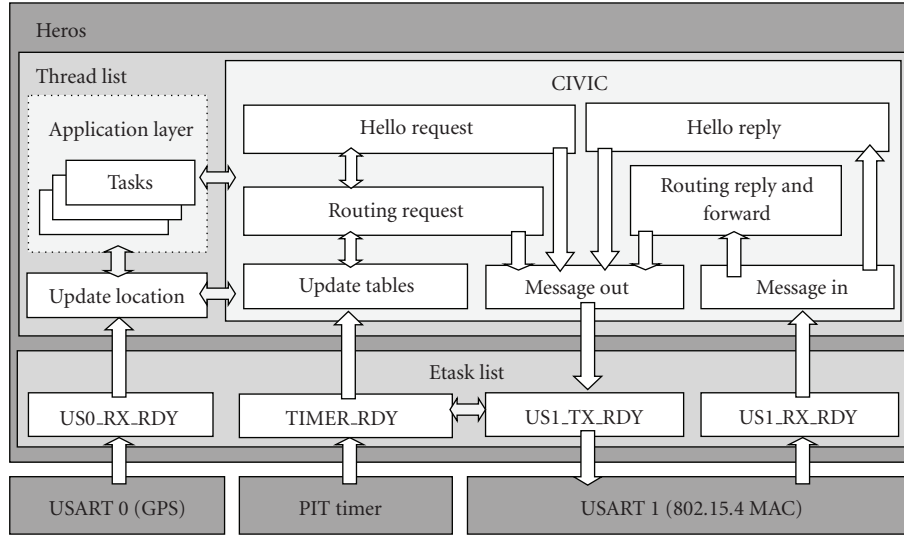 Heros
Thread list
CIVIC
Application layer
Hello request
Hello reply
Tasks
Routing reply and
forward
Routing request
Update location
Update tables
Message out
Message in
Etask list
US0_RX_RDY
TIMER_RDY
US1_TX_RDY
US1_RX_RDY
USART 0 (GPS)
PIT timer
USART 1 (802.15.4 MAC)